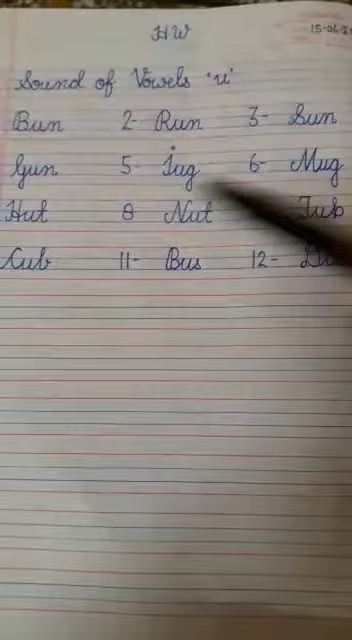 HW
Sound of Vowels 'u'
Bun 2- Run 3- Sun
Gun 5- Jug 6- Mug
Hut 8 Nut Tub
Cub 11- Bus 12-